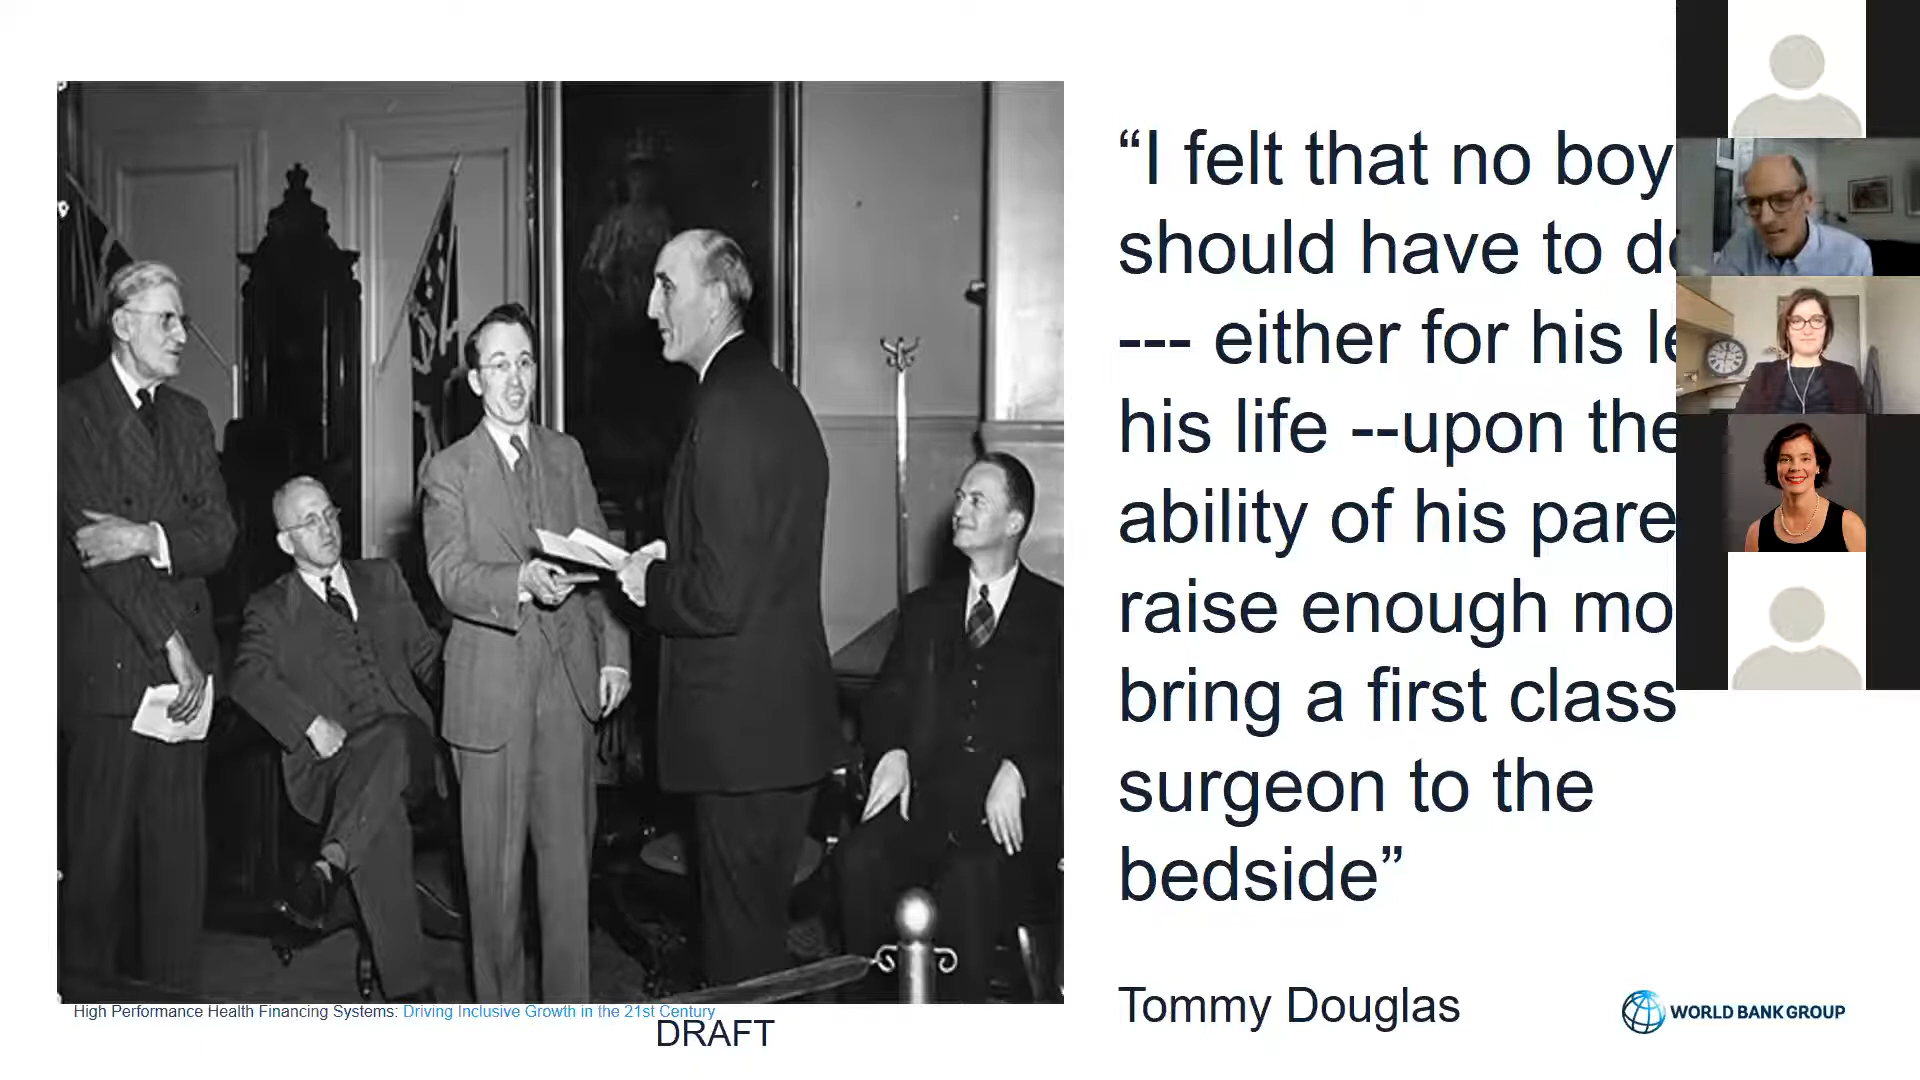 “I felt that no boy
should have to
--- either for his
his life --upon the
ability of his
raise enough
bring a first class
surgeon to the
bedside”
Tommy Douglas
High Performance Health Financing Systems: Driving Inclusive Growth in the 21st Century
DRAFT
WORLD BANK GROUP